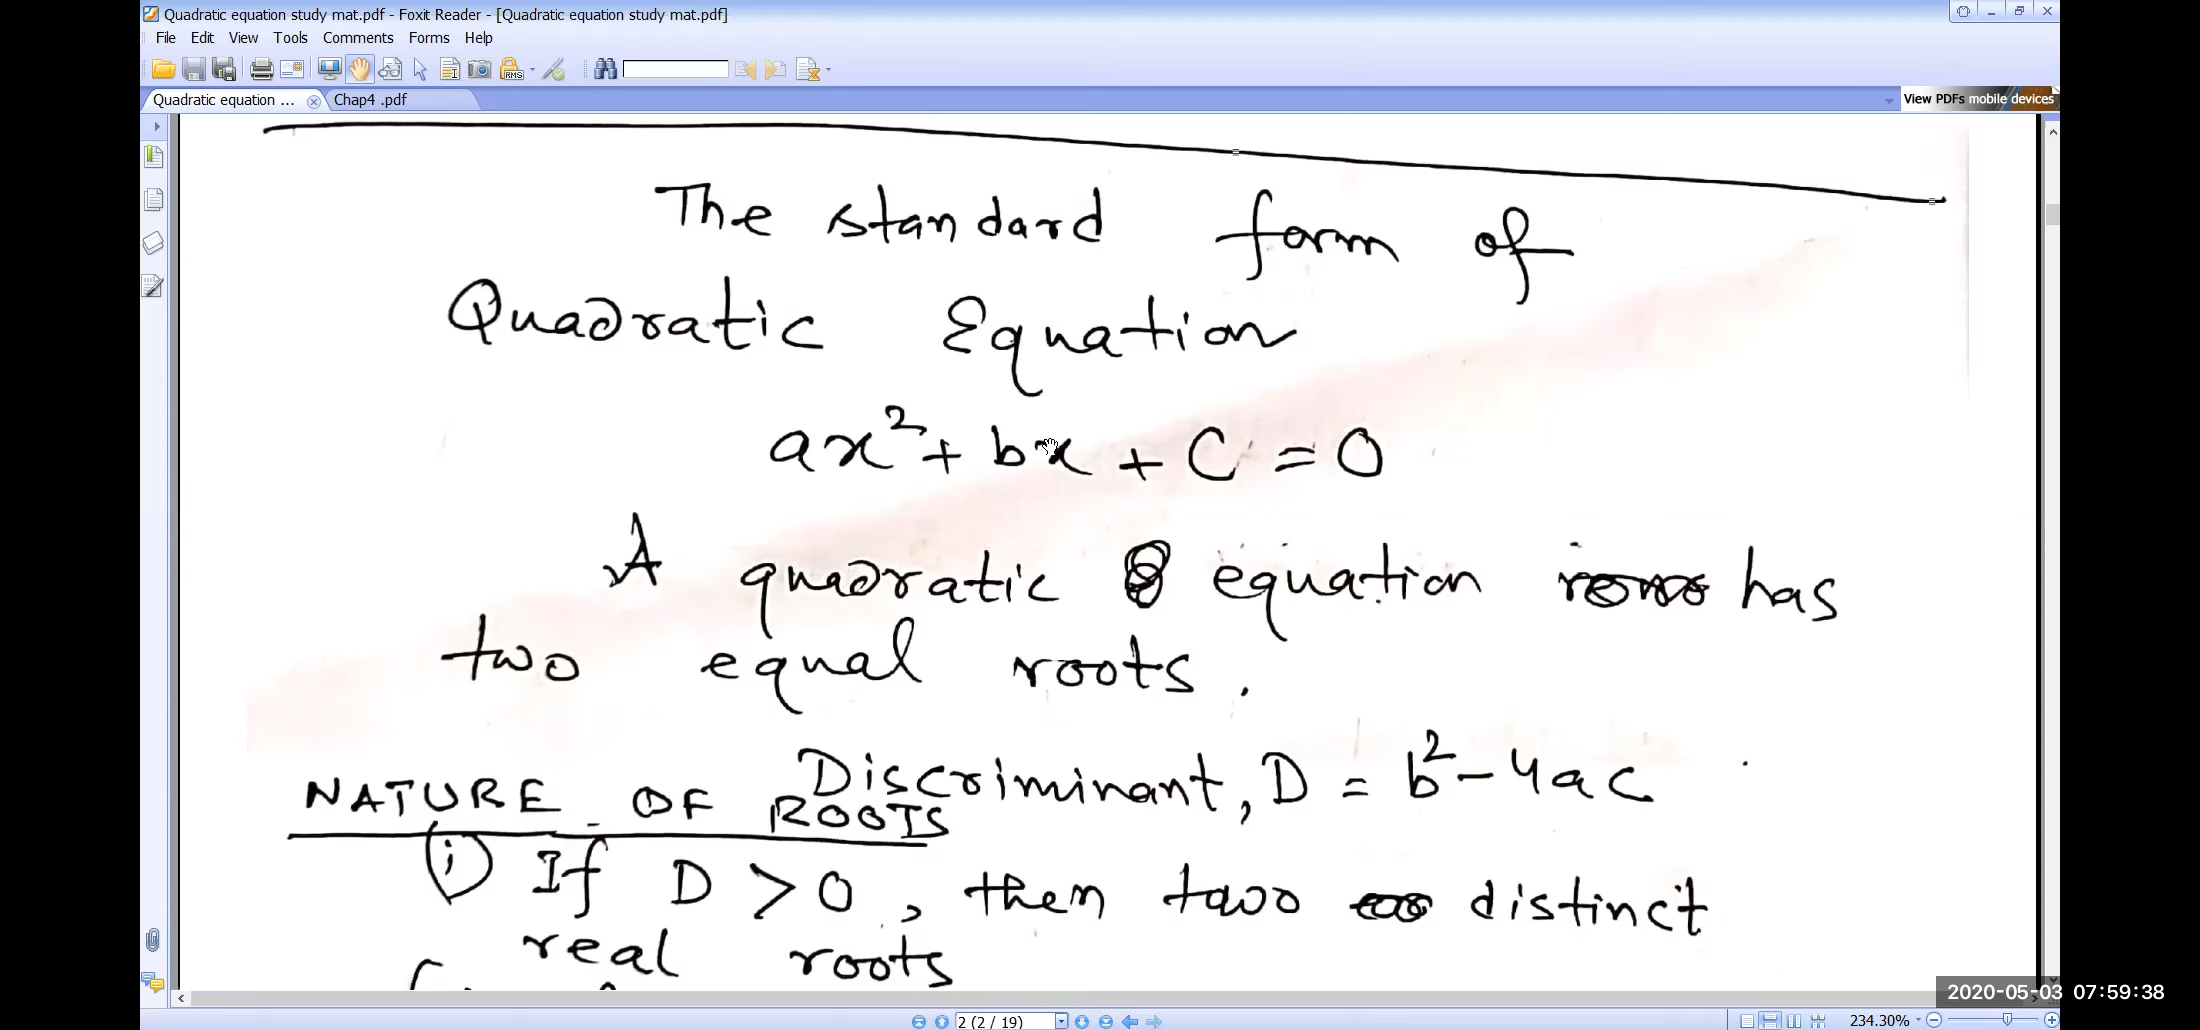 Quadratic equation study mat.pdf - Foxit Reader - [Quadratic equation study mat.pdf]
File Edit View Tools Comments Forms Help
RMS
Quadratic equation ... Chap4 .pdf View PDFs mobile devices
The standard form of
Quadratic Equation
ax² + bx + c = 0
A quadratic equation has
two equal roots.
Discriminant, D = b² - 4ac
NATURE OF ROOTS
(i) If D > 0, then two distinct
real roots
2020-05-03 07:59:38
2 (2 / 19) 234.30%